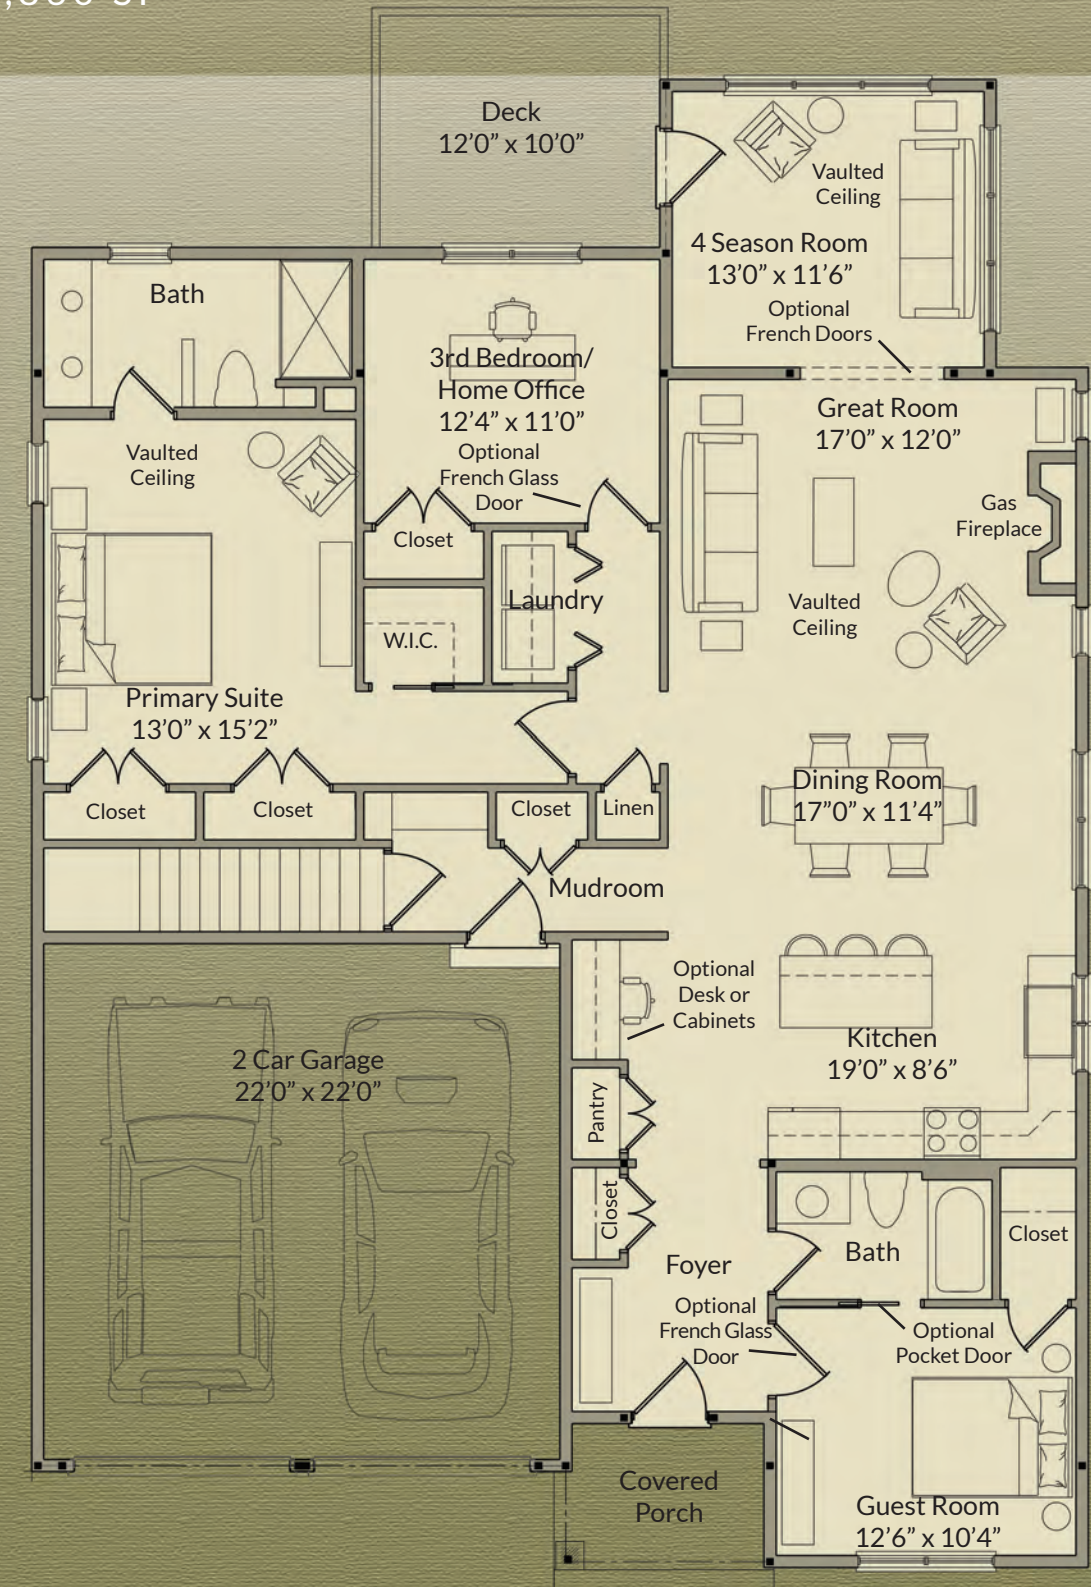 Deck
12’0” x 10’0”
Vaulted
Ceiling
4 Season Room
13’0” x 11’6”
Optional
French Doors
Bath
3rd Bedroom/
Home Office
12’4” x 11’0”
Optional
French Glass
Door
Great Room
17’0” x 12’0”
Vaulted
Ceiling
Gas
Fireplace
Closet
Laundry
W.I.C.
Vaulted
Ceiling
Primary Suite
13’0” x 15’2”
Dining Room
17”0” x 11’4”
Closet
Closet
Closet
Linen
Mudroom
Optional
Desk or
Cabinets
Kitchen
19’0” x 8’6”
2 Car Garage
22’0” x 22’0”
Pantry
Closet
Closet
Bath
Foyer
Optional
French Glass
Door
Optional
Pocket Door
Covered
Porch
Guest Room
12’6” x 10’4”